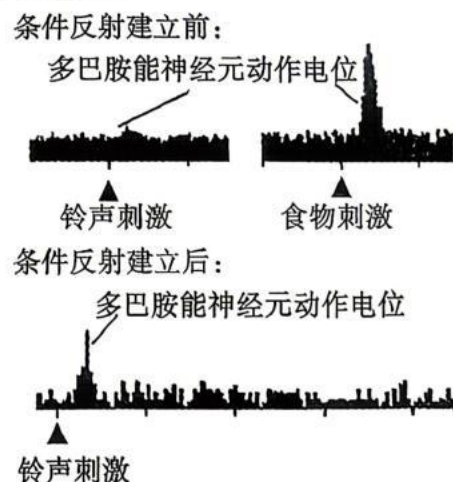 条件反射建立前：
多巴胺能神经元动作电位
铃声刺激
食物刺激
条件反射建立后：
多巴胺能神经元动作电位
铃声刺激